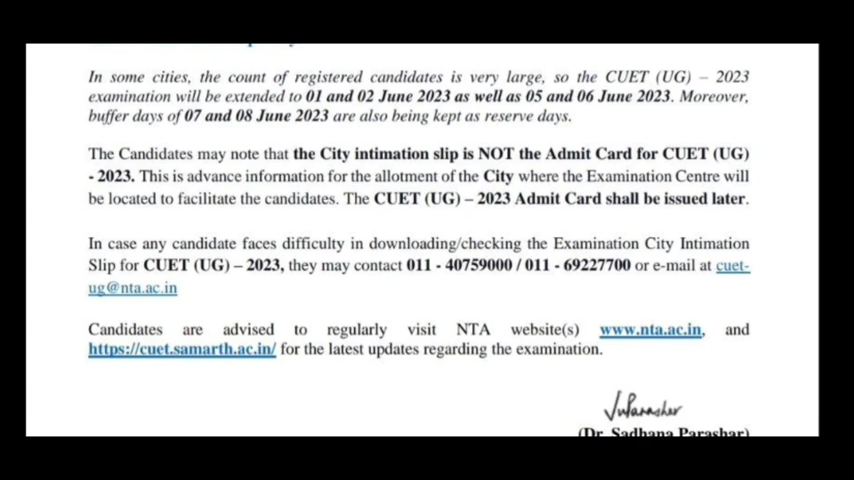 In some cities, the count of registered candidates is very large, so the CUET (UG) – 2023
examination will be extended to 01 and 02 June 2023 as well as 05 and 06 June 2023. Moreover,
buffer days of 07 and 08 June 2023 are also being kept as reserve days.
The Candidates may note that the City intimation slip is NOT the Admit Card for CUET (UG)
- 2023. This is advance information for the allotment of the City where the Examination Centre will
be located to facilitate the candidates. The CUET (UG) – 2023 Admit Card shall be issued later.
In case any candidate faces difficulty in downloading/checking the Examination City Intimation
Slip for CUET (UG) – 2023, they may contact 011 - 40759000 / 011 - 69227700 or e-mail at cuet-
ug@nta.ac.in
Candidates are advised to regularly visit NTA website(s) www.nta.ac.in, and
https://cuet.samarth.ac.in/ for the latest updates regarding the examination.
(Dr. Sadhana Parashar)